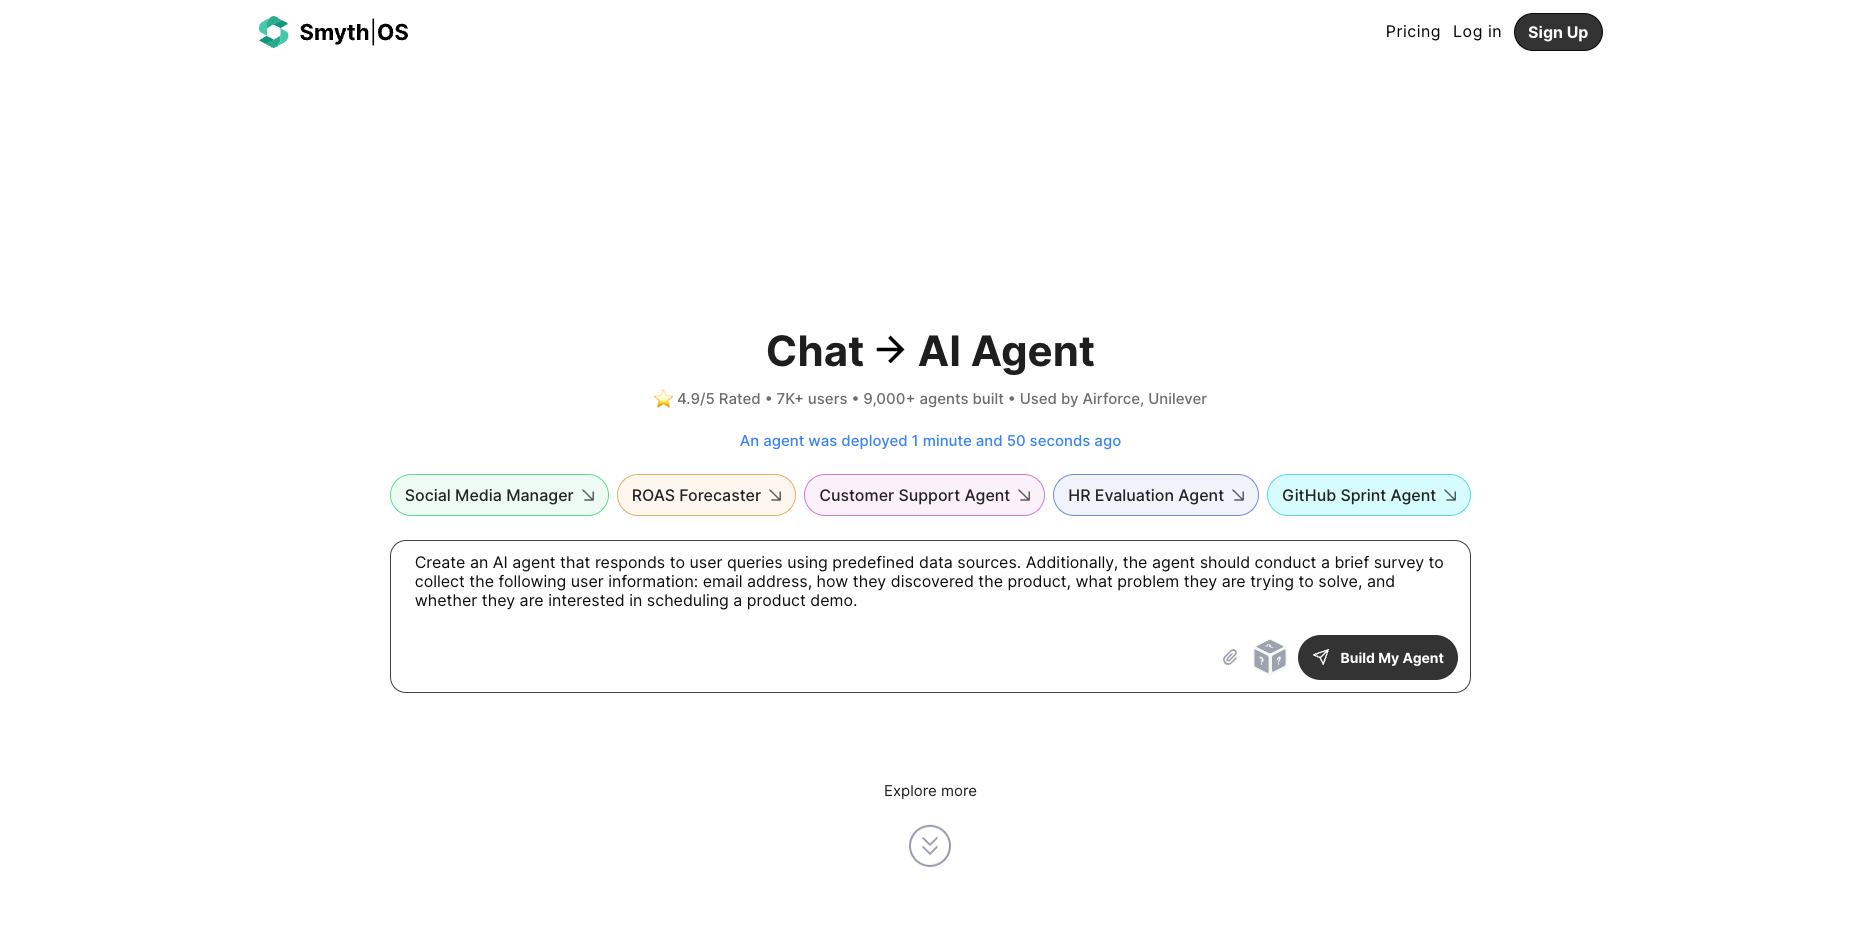 Smyth|OS
Pricing
Log in
Sign Up
Chat → AI Agent
⭐ 4.9/5 Rated • 7K+ users • 9,000+ agents built • Used by Airforce, Unilever
An agent was deployed 1 minute and 50 seconds ago
Social Media Manager
ROAS Forecaster
Customer Support Agent
HR Evaluation Agent
GitHub Sprint Agent
Create an AI agent that responds to user queries using predefined data sources. Additionally, the agent should conduct a brief survey to
collect the following user information: email address, how they discovered the product, what problem they are trying to solve, and
whether they are interested in scheduling a product demo.
Build My Agent
Explore more